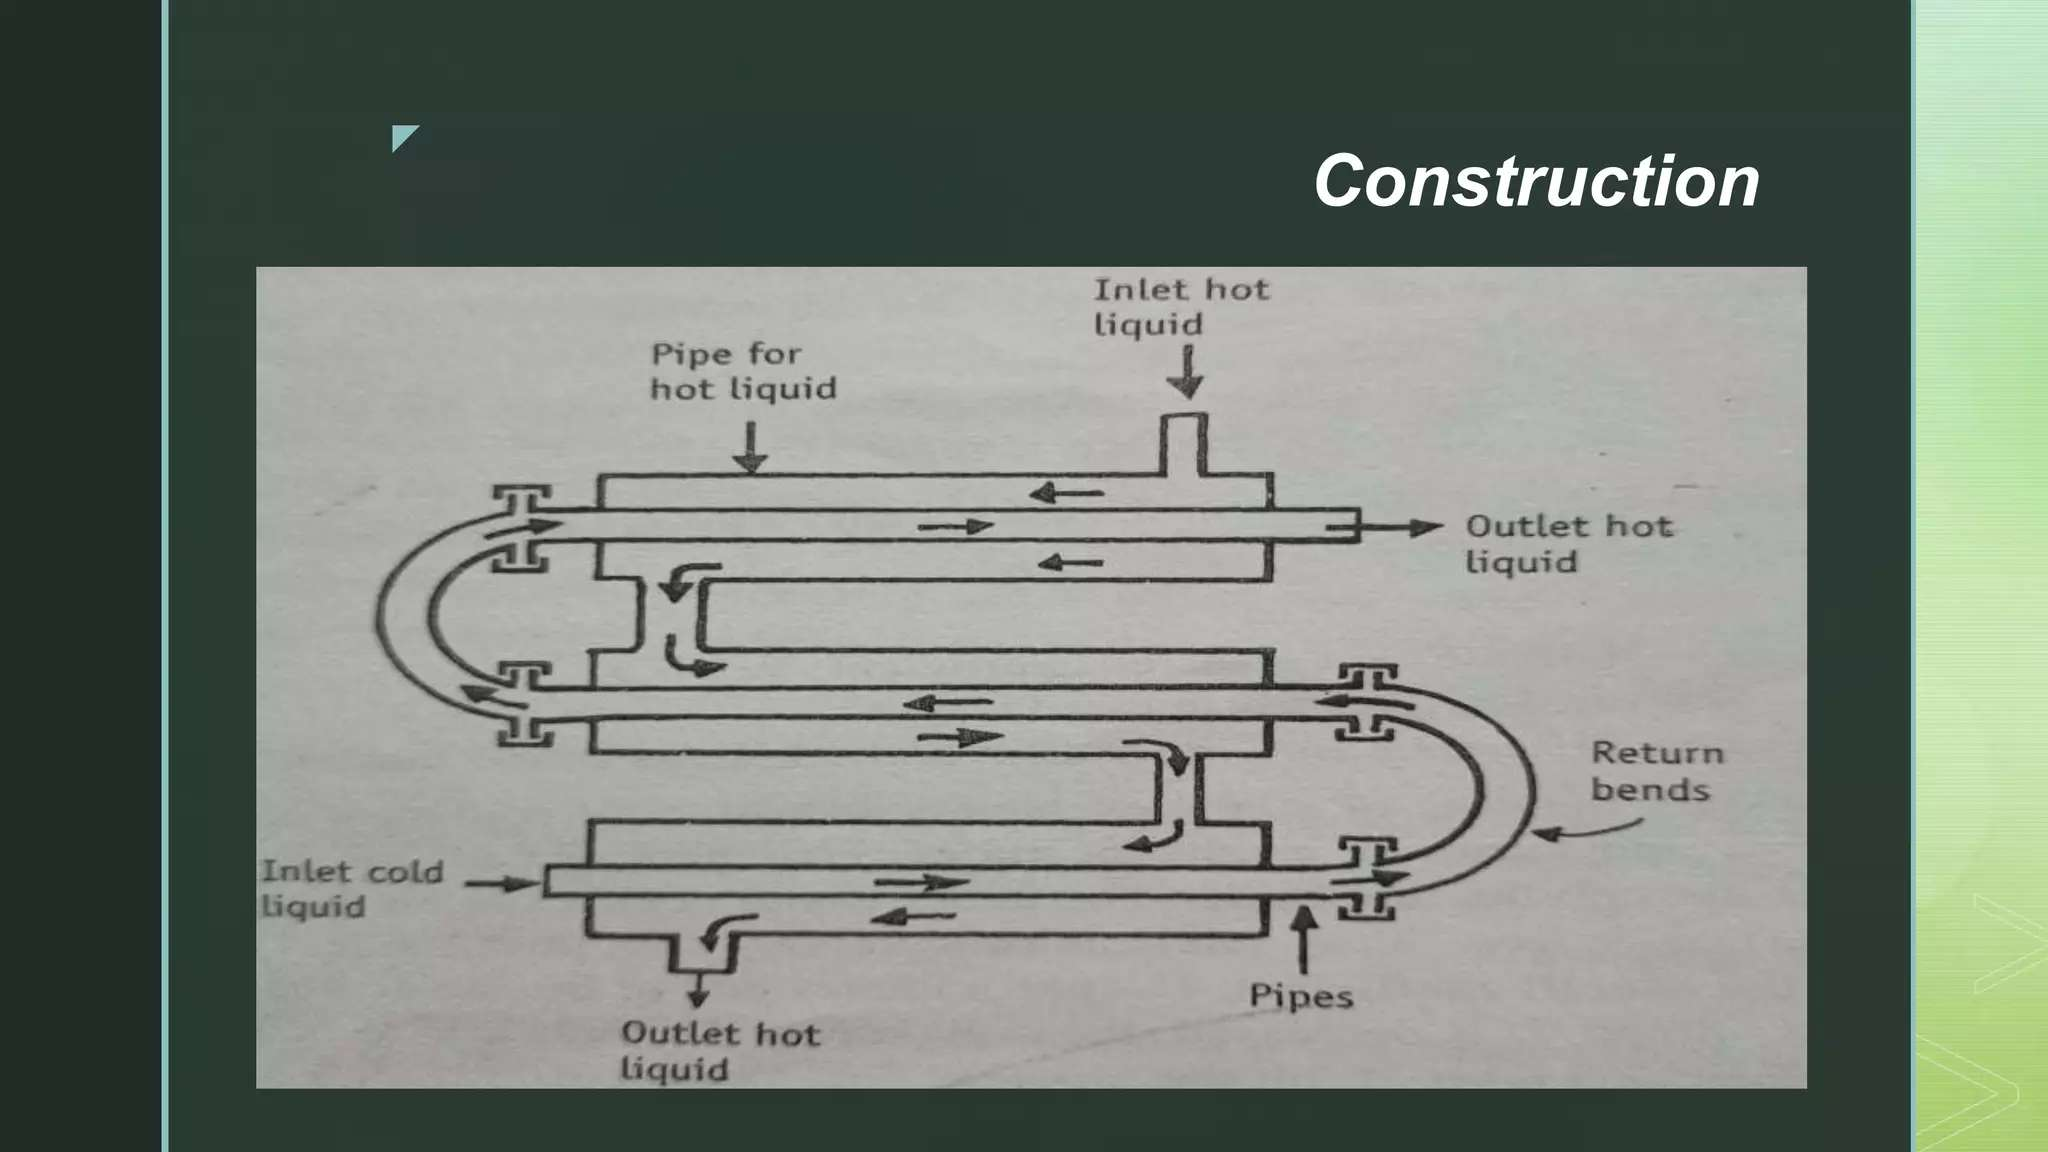 Construction
Inlet hot
liquid
Pipe for
hot liquid
Outlet hot
liquid
Return
bends
Inlet cold
liquid
Pipes
Outlet hot
liquid